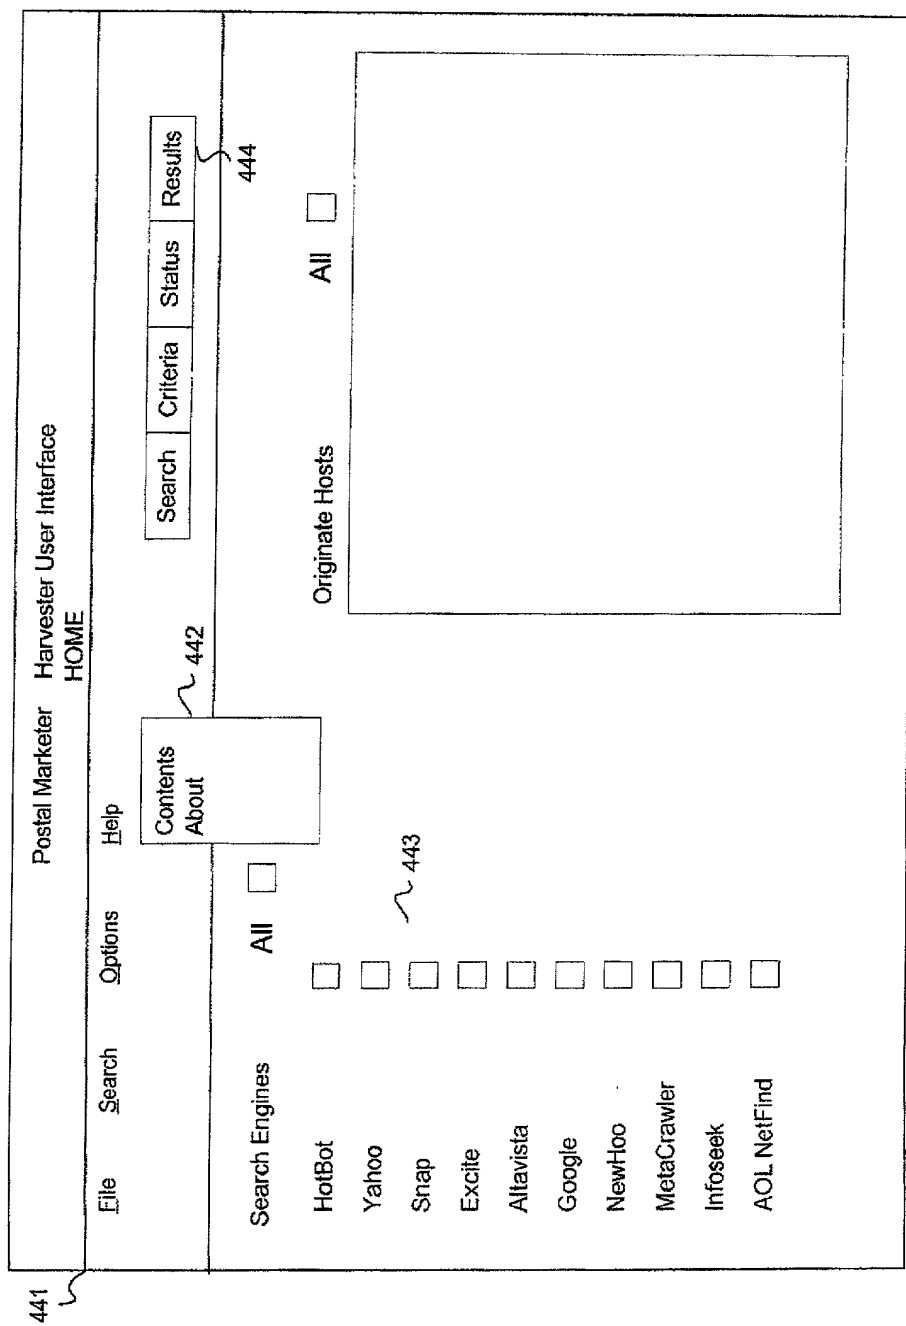 441
Postal Marketer Harvester User Interface
HOME
File Search Options Help
Contents
About
442
Search Criteria Status Results
444
Search Engines All
443
HotBot
Yahoo
Snap
Excite
Altavista
Google
NewHoo
MetaCrawler
Infoseek
AOL NetFind
Originate Hosts All